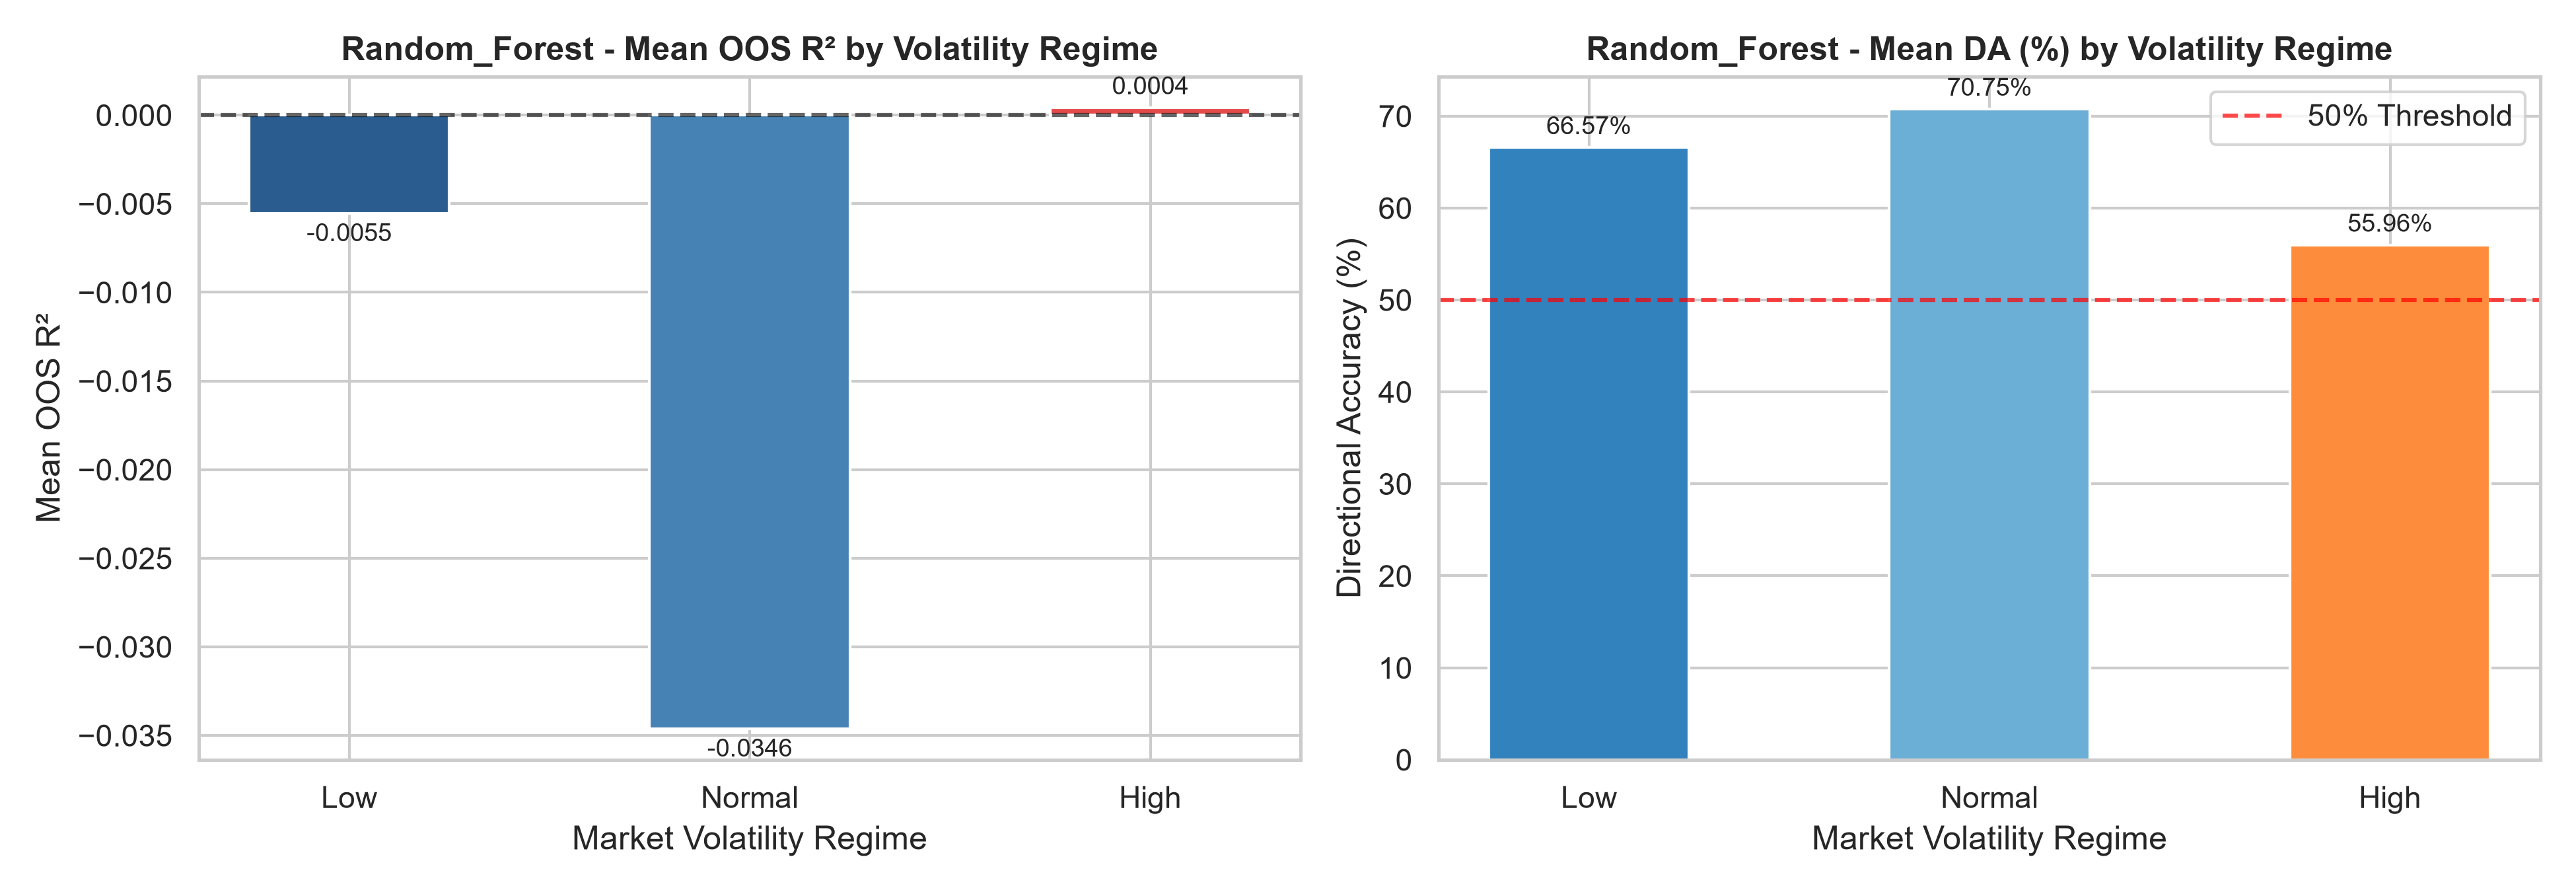 Random_Forest - Mean OOS R² by Volatility Regime
0.000
−0.005
−0.010
−0.015
−0.020
−0.025
−0.030
−0.035
Mean OOS R²
-0.0055
-0.0346
0.0004
Low
Normal
High
Market Volatility Regime
Random_Forest - Mean DA (%) by Volatility Regime
70
60
50
40
30
20
10
0
Directional Accuracy (%)
66.57%
70.75%
55.96%
50% Threshold
Low
Normal
High
Market Volatility Regime